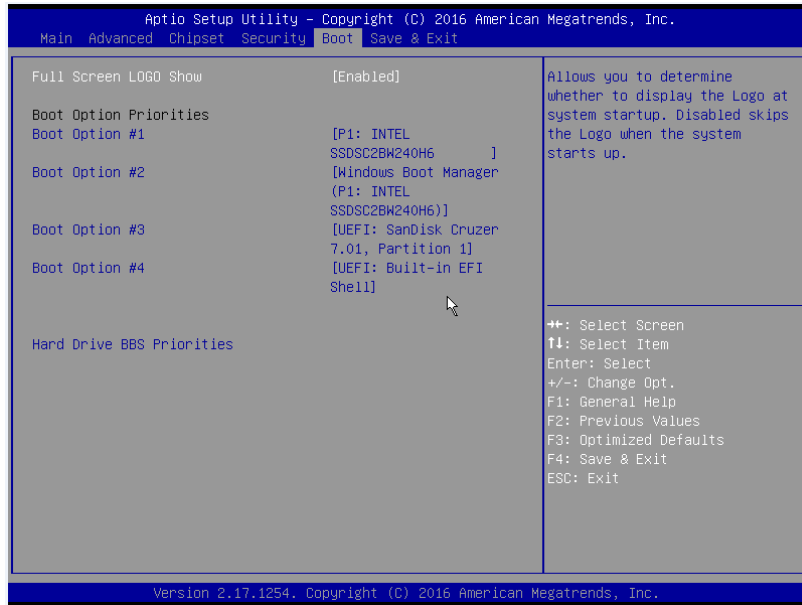 Aptio Setup Utility – Copyright (C) 2016 American Megatrends, Inc.
Main Advanced Chipset Security Boot Save & Exit
Full Screen LOGO Show [Enabled]
Boot Option Priorities
Boot Option #1 [P1: INTEL
SSDSC2BW240H6 ]
Boot Option #2 [Windows Boot Manager
(P1: INTEL
SSDSC2BW240H6)]
Boot Option #3 [UEFI: SanDisk Cruzer
7.01, Partition 1]
Boot Option #4 [UEFI: Built-in EFI
Shell]
Hard Drive BBS Priorities
Allows you to determine
whether to display the Logo at
system startup. Disabled skips
the Logo when the system
starts up.
→←: Select Screen
↑↓: Select Item
Enter: Select
+/-: Change Opt.
F1: General Help
F2: Previous Values
F3: Optimized Defaults
F4: Save & Exit
ESC: Exit
Version 2.17.1254. Copyright (C) 2016 American Megatrends, Inc.